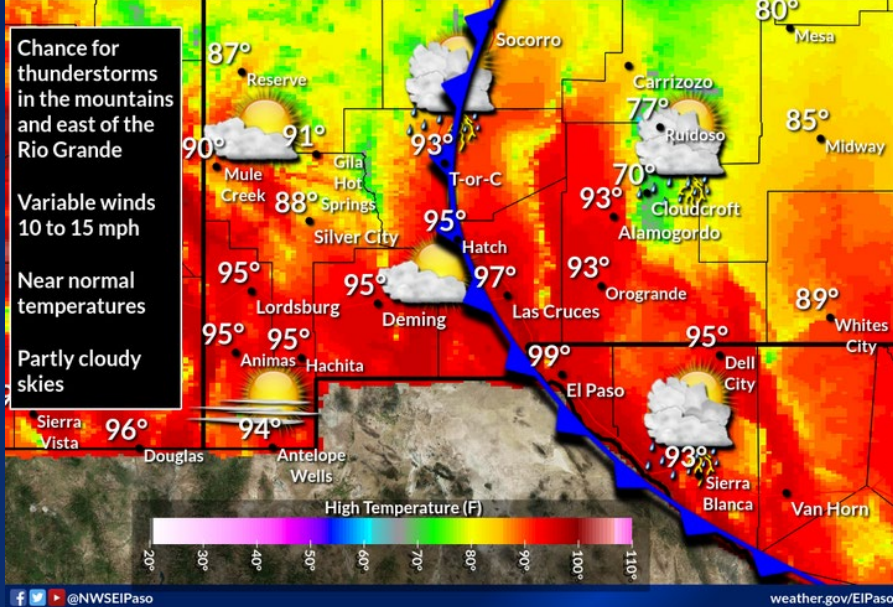 Chance for
thunderstorms
in the mountains
and east of the
Rio Grande
Variable winds
10 to 15 mph
Near normal
temperatures
Partly cloudy
skies
80°
Mesa
Socorro
87°
Reserve
Carrizozo
77°
Ruidoso
85°
Midway
90°
Mule
Creek
91°
Gila
Hot
Springs
93°
T-or-C
70°
Cloudcroft
88°
Silver City
93°
Alamogordo
95°
Hatch
95°
Lordsburg
95°
Deming
97°
Las Cruces
93°
Orogrande
89°
Whites
City
95°
Animas
95°
Hachita
99°
El Paso
95°
Dell
City
Sierra
Vista
96°
Douglas
94°
Antelope
Wells
93°
Sierra
Blanca
Van Horn
High Temperature (F)
20° 30° 40° 50° 60° 70° 80° 90° 100° 110°
@NWSElPaso
weather.gov/ElPaso